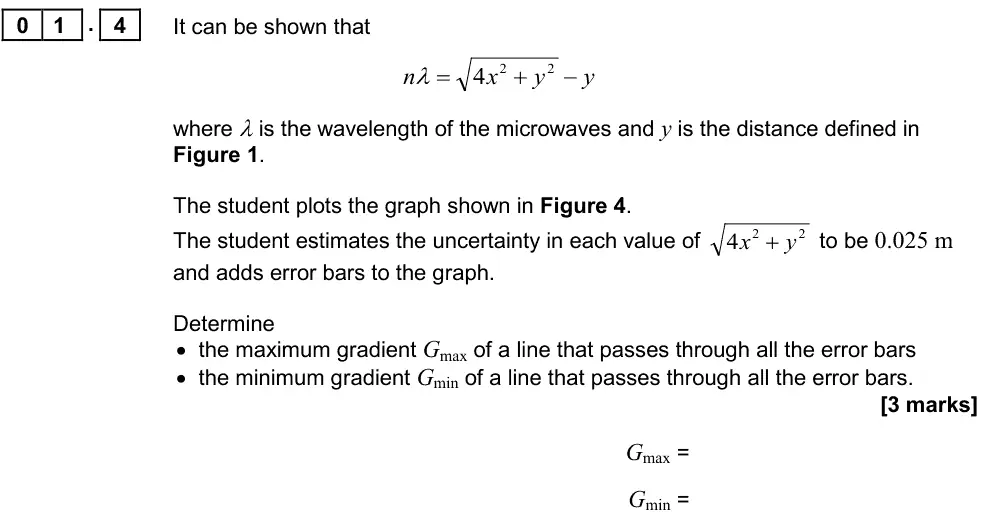 0 1 . 4 It can be shown that
nλ = √(4x² + y²) − y
where λ is the wavelength of the microwaves and y is the distance defined in
Figure 1.
The student plots the graph shown in Figure 4.
The student estimates the uncertainty in each value of √(4x² + y²) to be 0.025 m
and adds error bars to the graph.
Determine
• the maximum gradient Gmax of a line that passes through all the error bars
• the minimum gradient Gmin of a line that passes through all the error bars.
[3 marks]
Gmax =
Gmin =